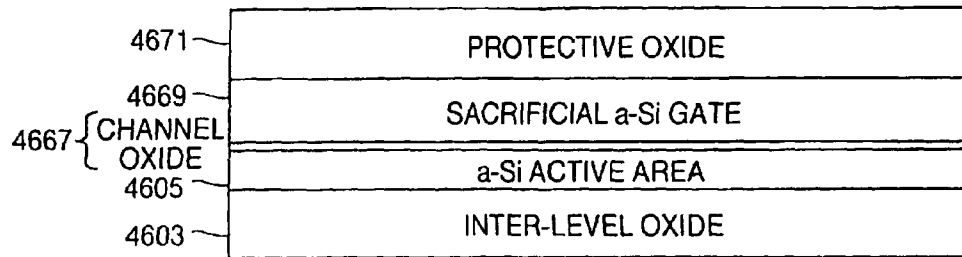 4671
PROTECTIVE OXIDE
4669
SACRIFICIAL a-Si GATE
4667
CHANNEL
OXIDE
4605
a-Si ACTIVE AREA
4603
INTER-LEVEL OXIDE